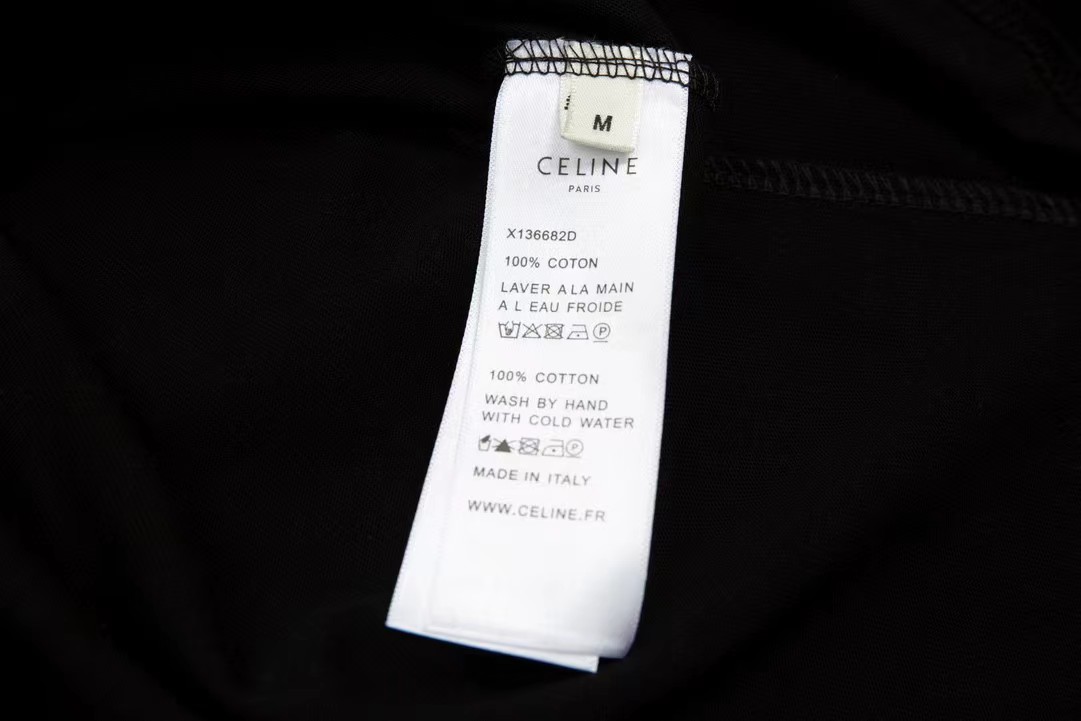 M
CELINE
PARIS
X136682D
100% COTON
LAVER A LA MAIN
A L EAU FROIDE
P
100% COTTON
WASH BY HAND
WITH COLD WATER
P
MADE IN ITALY
WWW.CELINE.FR